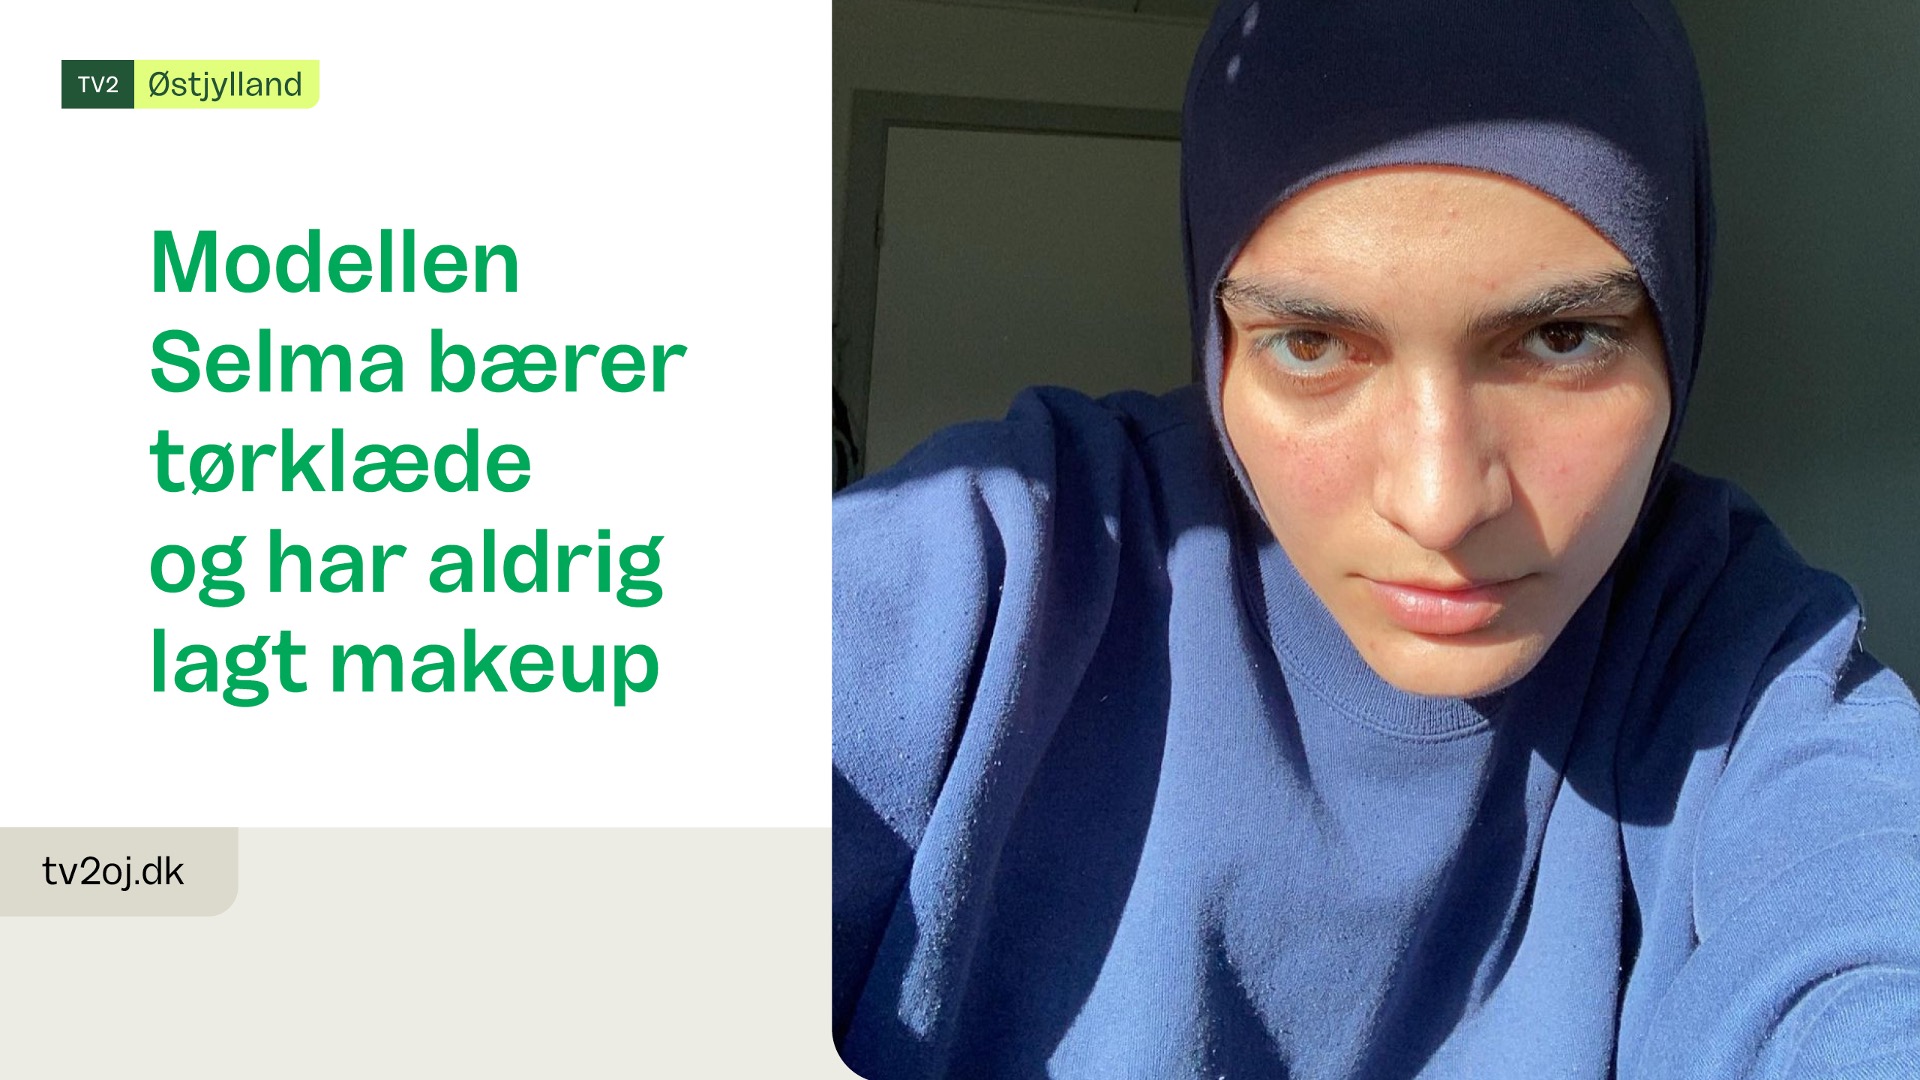 TV2 Østjylland
Modellen
Selma bærer
tørklæde
og har aldrig
lagt makeup
tv2oj.dk